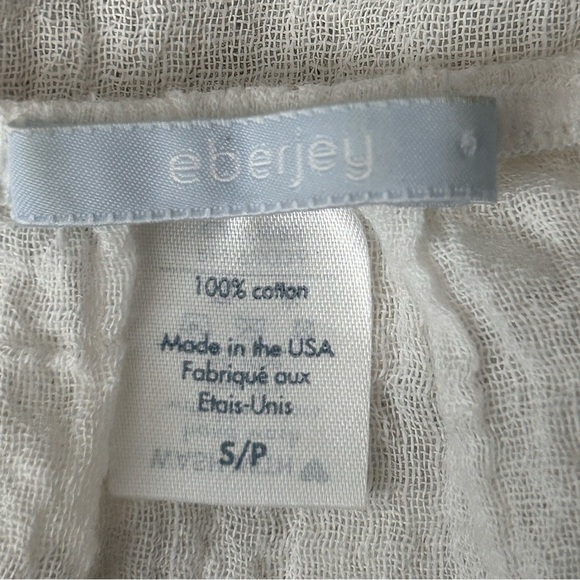 eberjey
100% cotton
Made in the USA
Fabriqué aux
Etais-Unis
S/P